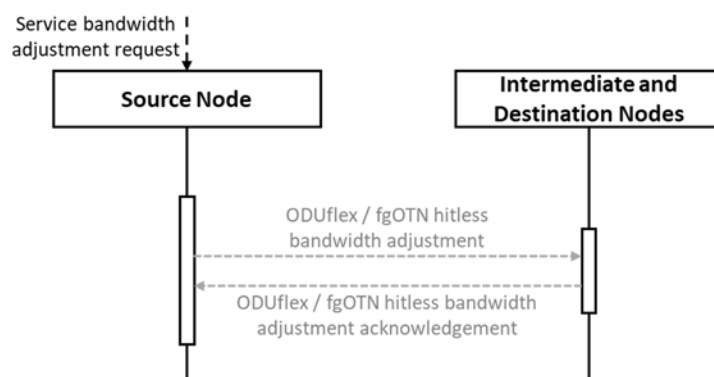 Service bandwidth
adjustment request
Source Node
Intermediate and
Destination Nodes
ODUflex / fgOTN hitless
bandwidth adjustment
ODUflex / fgOTN hitless bandwidth
adjustment acknowledgement